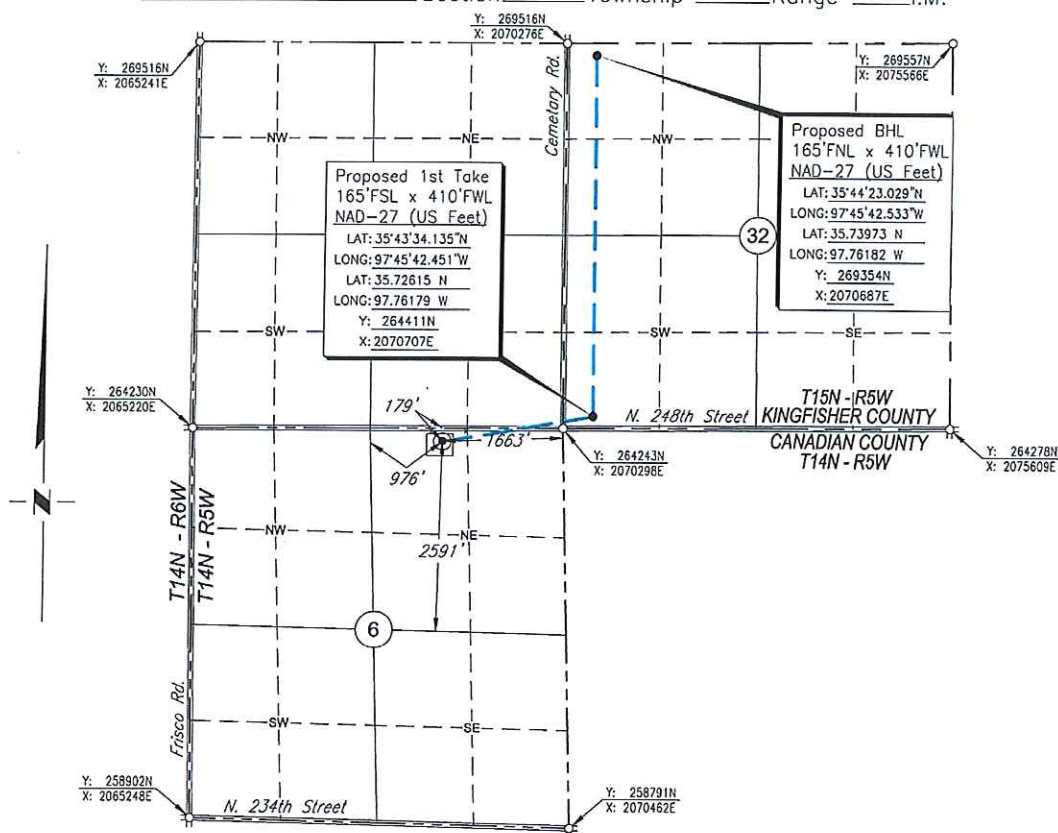 Section Township Range I.M.
Y: 269516N
X: 2070276E
Y: 269516N
X: 2065241E
Y: 269557N
X: 2075566E
Cemetary Rd.
NW
NE
NW
Proposed BHL
165'FNL x 410'FWL
NAD-27 (US Feet)
LAT: 35°44'23.029"N
LONG: 97°45'42.533"W
LAT: 35.73973 N
LONG: 97.76182 W
Y: 269354N
X: 2070687E
Proposed 1st Take
165'FSL x 410'FWL
NAD-27 (US Feet)
LAT: 35°43'34.135"N
LONG: 97°45'42.451"W
LAT: 35.72615 N
LONG: 97.76179 W
Y: 264411N
X: 2070707E
32
SW
SW
SE
Y: 264230N
X: 2065220E
179'
N. 248th Street
T15N - R5W
KINGFISHER COUNTY
CANADIAN COUNTY
T14N - R5W
1663'
976'
Y: 264243N
X: 2070298E
Y: 264278N
X: 2075609E
N
T14N - R6W
T14N - R5W
NW
NE
2591'
6
Frisco Rd.
SW
SE
Y: 258902N
X: 2065248E
N. 234th Street
Y: 258791N
X: 2070462E